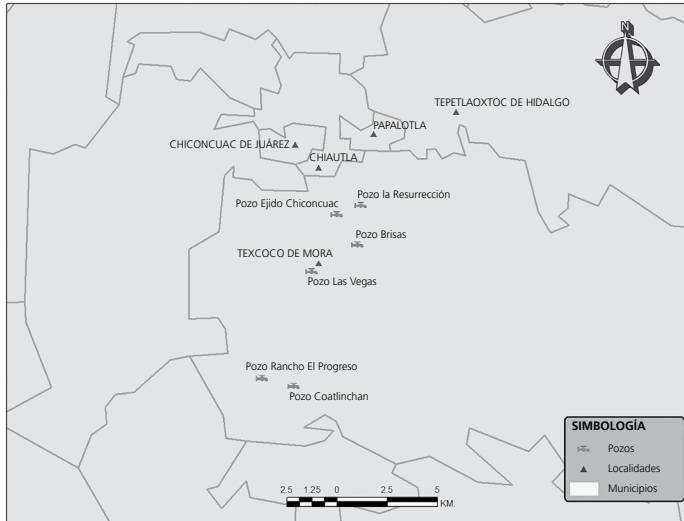 N
TEPETLAOXTOC DE HIDALGO
PAPALOTLA
CHICONCUAC DE JUÁREZ
CHIAUTLA
Pozo la Resurrección
Pozo Ejido Chiconcuac
Pozo Brisas
TEXCOCO DE MORA
Pozo Las Vegas
Pozo Rancho El Progreso
Pozo Coatlinchan
SIMBOLOGÍA
Pozos
Localidades
Municipios
2.5 1.25 0 2.5 5
KM.